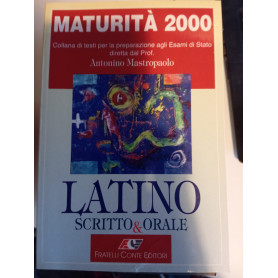 MATURITÀ 2000
Collana di testi per la preparazione agli Esami di Stato
diretta dal Prof.
Antonino Mastropaolo
LATINO
SCRITTO & ORALE
FRATELLI CONTE EDITORI